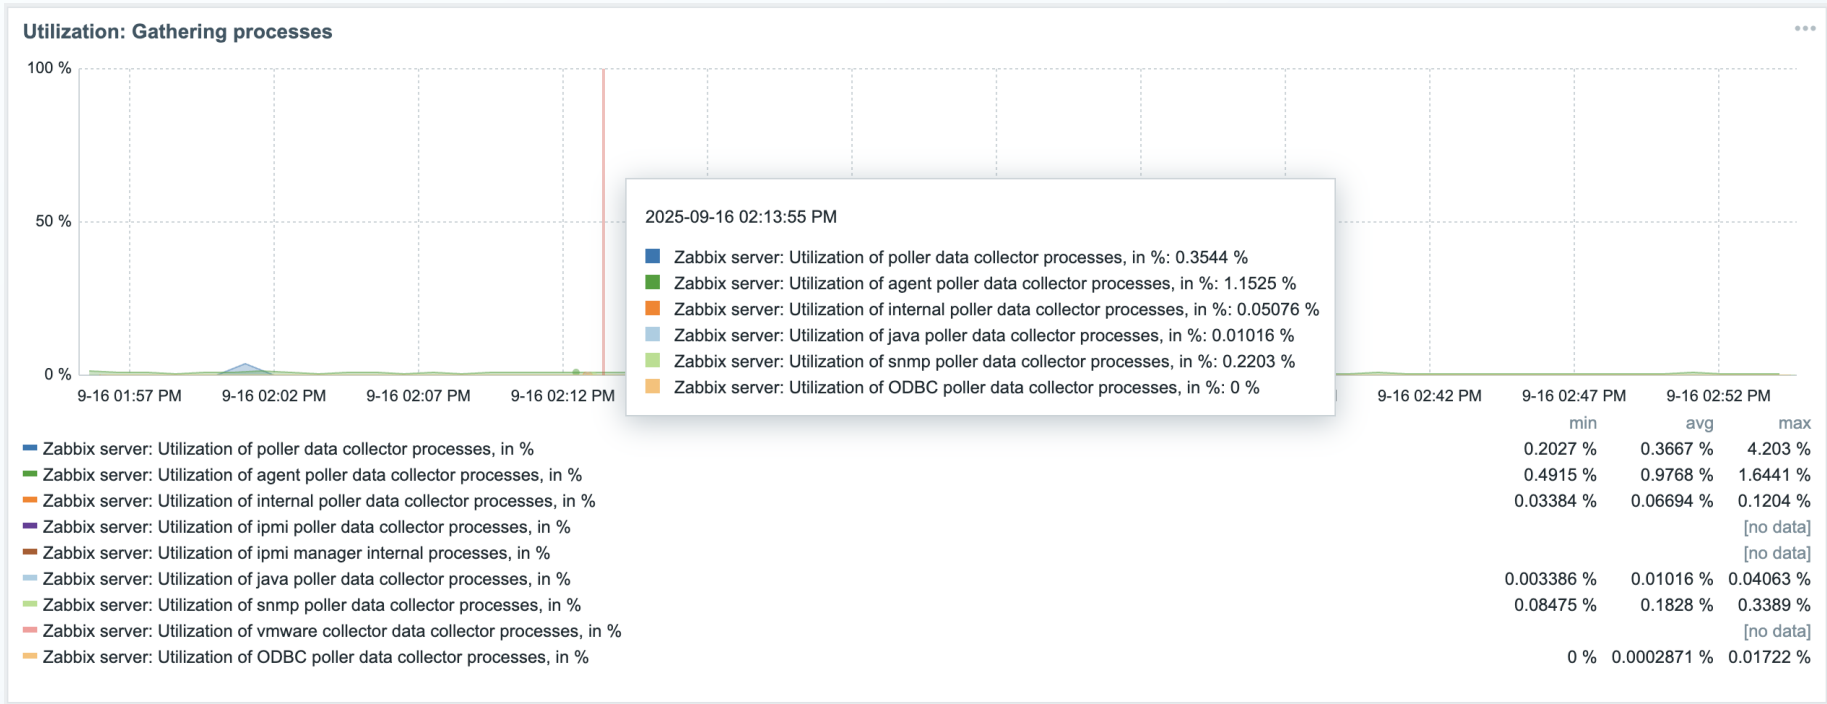 Utilization: Gathering processes
100 %
50 %
0 %
9-16 01:57 PM
9-16 02:02 PM
9-16 02:07 PM
9-16 02:12 PM
9-16 02:42 PM
9-16 02:47 PM
9-16 02:52 PM
2025-09-16 02:13:55 PM
Zabbix server: Utilization of poller data collector processes, in %: 0.3544 %
Zabbix server: Utilization of agent poller data collector processes, in %: 1.1525 %
Zabbix server: Utilization of internal poller data collector processes, in %: 0.05076 %
Zabbix server: Utilization of java poller data collector processes, in %: 0.01016 %
Zabbix server: Utilization of snmp poller data collector processes, in %: 0.2203 %
Zabbix server: Utilization of ODBC poller data collector processes, in %: 0 %
min avg max
Zabbix server: Utilization of poller data collector processes, in % 0.2027 % 0.3667 % 4.203 %
Zabbix server: Utilization of agent poller data collector processes, in % 0.4915 % 0.9768 % 1.6441 %
Zabbix server: Utilization of internal poller data collector processes, in % 0.03384 % 0.06694 % 0.1204 %
Zabbix server: Utilization of ipmi poller data collector processes, in % [no data]
Zabbix server: Utilization of ipmi manager internal processes, in % [no data]
Zabbix server: Utilization of java poller data collector processes, in % 0.003386 % 0.01016 % 0.04063 %
Zabbix server: Utilization of snmp poller data collector processes, in % 0.08475 % 0.1828 % 0.3389 %
Zabbix server: Utilization of vmware collector data collector processes, in % [no data]
Zabbix server: Utilization of ODBC poller data collector processes, in % 0 % 0.0002871 % 0.01722 %